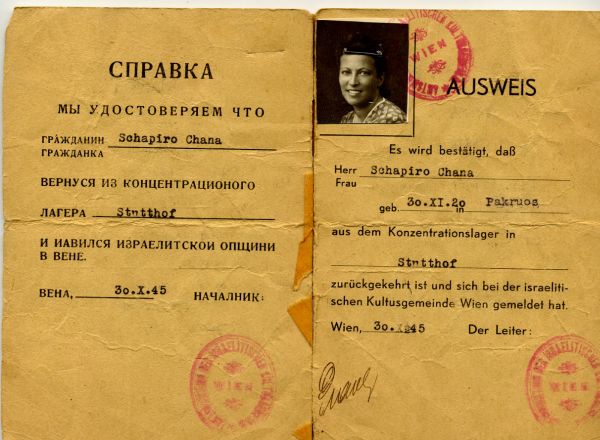 СПРАВКА
МЫ УДОСТОВЕРЯЕМ ЧТО
ГРАЖДАНИН Schapiro Chana
ГРАЖДАНКА
ВЕРНУСЯ ИЗ КОНЦЕНТРАЦИОНОГО
ЛАГЕРА Stutthof
И ИАВИЛСЯ ИЗРАЕЛИТСКОИ ОПЩИНИ
В ВЕНЕ.
ВЕНА, 30.X.45 НАЧАЛНИК:
WIEN
WIEN
AUSWEIS
Es wird bestätigt, daß
Herr Schapiro Chana
Frau
geb. 30.XI.20 in Pakruos
aus dem Konzentrationslager in
Stutthof
zurückgekehrt ist und sich bei der israeliti-
schen Kultusgemeinde Wien gemeldet hat.
Wien, 30.X.45 Der Leiter:
WIEN